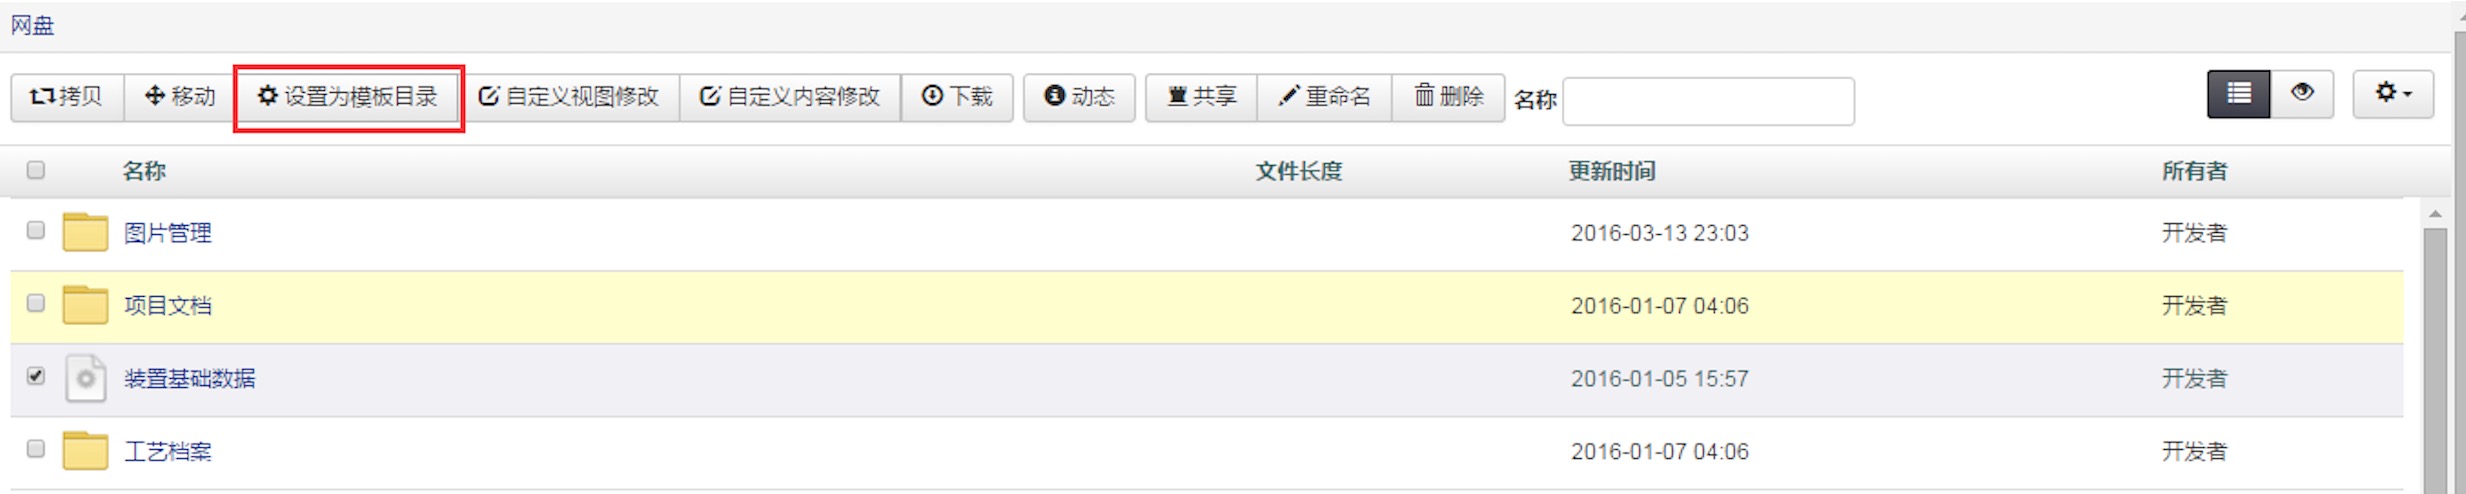 网盘
拷贝 移动 设置为模板目录 自定义视图修改 自定义内容修改 下载 动态 共享 重命名 删除 名称
名称 文件长度 更新时间 所有者
图片管理 2016-03-13 23:03 开发者
项目文档 2016-01-07 04:06 开发者
装置基础数据 2016-01-05 15:57 开发者
工艺档案 2016-01-07 04:06 开发者